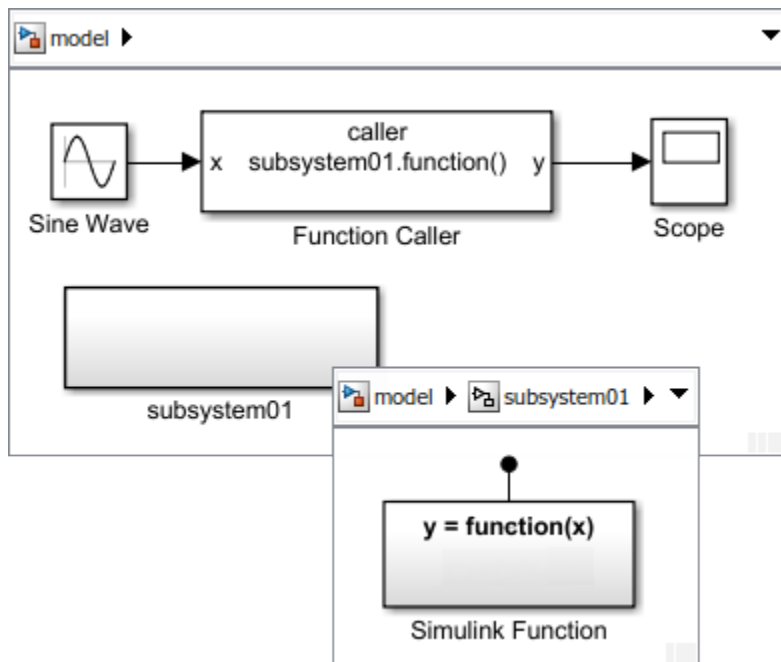 model
caller
x subsystem01.function() y
Sine Wave
Function Caller
Scope
subsystem01
model subsystem01
y = function(x)
Simulink Function